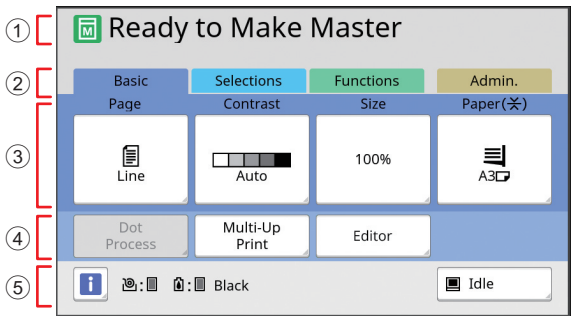 ① Ready to Make Master
② Basic Selections Functions Admin.
Page Contrast Size Paper(⚹)
③ Line Auto 100% A3
④ Dot Process Multi-Up Print Editor
⑤ i : : Black Idle